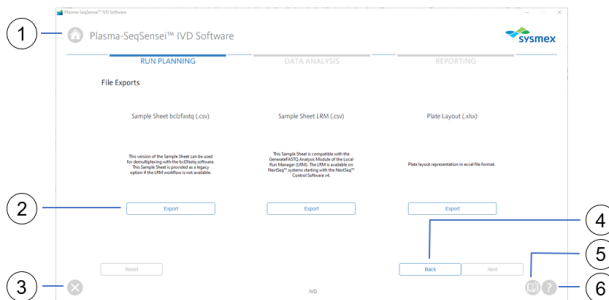 Plasma-SeqSensei™ IVD Software
1
Plasma-SeqSensei™ IVD Software
sysmex
RUN PLANNING
DATA ANALYSIS
REPORTING
File Exports
Sample Sheet bcl2fastq (.csv)
Sample Sheet LRM (.csv)
Plate Layout (.xlsx)
This version of the Sample Sheet can be used
for demultiplexing with the bcl2fastq software.
This Sample Sheet is provided as a legacy
option if the LRM workflow is not available.
This Sample Sheet is compatible with the
GenerateFASTQ Analysis Module of the Local
Run Manager (LRM). The LRM is available on
NextSeq™ systems starting with the NextSeq™
Control Software v4.
Plate layout representation in excel file format.
2
Export
Export
Export
4
Reset
Back
Next
5
3
IVD
?
6